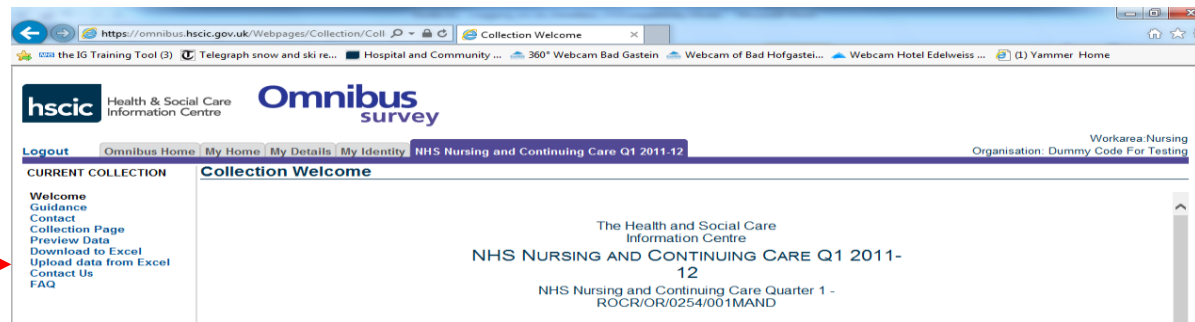 https://omnibus.hscic.gov.uk/Webpages/Collection/Coll
Collection Welcome
the IG Training Tool (3) Telegraph snow and ski re... Hospital and Community ... 360° Webcam Bad Gastein Webcam of Bad Hofgastei... Webcam Hotel Edelweiss ... (1) Yammer Home
hscic Health & Social Care
Information Centre
Omnibus
survey
Workarea:Nursing
Logout Omnibus Home My Home My Details My Identity NHS Nursing and Continuing Care Q1 2011-12 Organisation: Dummy Code For Testing
CURRENT COLLECTION Collection Welcome
Welcome
Guidance
Contact
Collection Page
Preview Data
Download to Excel
Upload data from Excel
Contact Us
FAQ
The Health and Social Care
Information Centre
NHS NURSING AND CONTINUING CARE Q1 2011-
12
NHS Nursing and Continuing Care Quarter 1 -
ROCR/OR/0254/001MAND